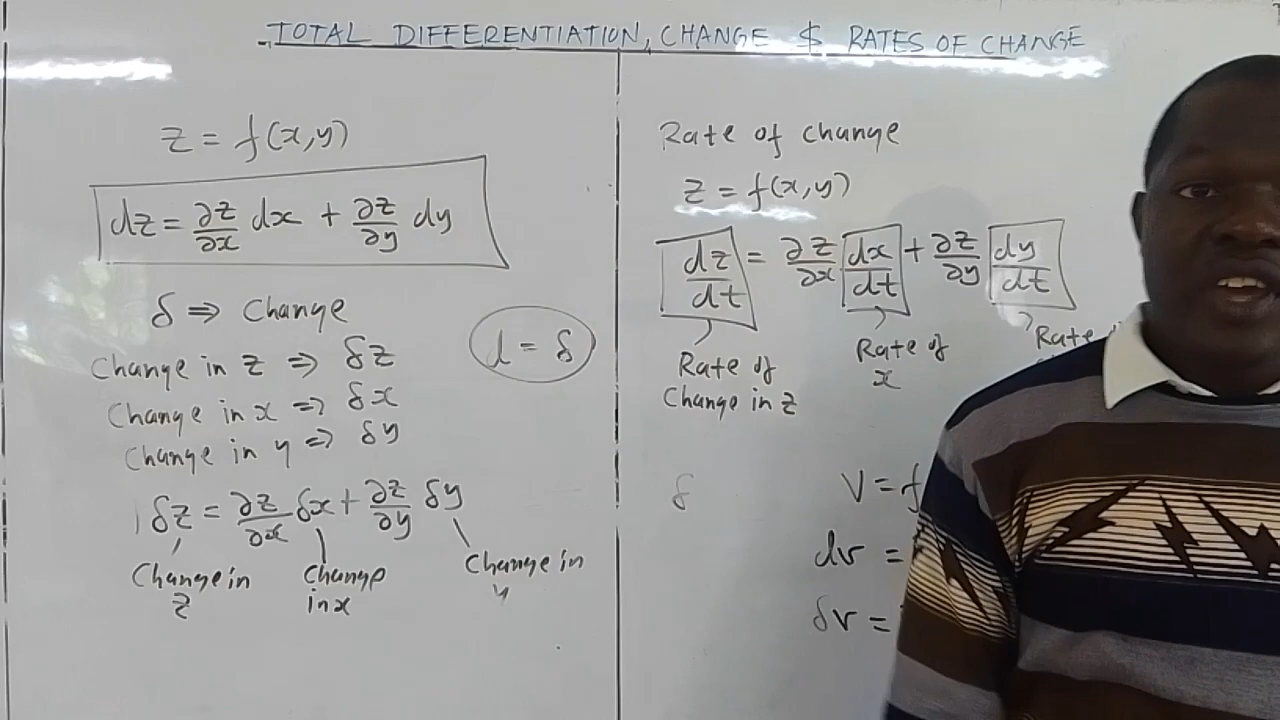 TOTAL DIFFERENTIATION, CHANGE $ RATES OF CHANGE
z = f(x,y)
dz = ∂z/∂x dx + ∂z/∂y dy
δ ⇒ Change
Change in z ⇒ δz
Change in x ⇒ δx
Change in y ⇒ δy
d = δ
δz = ∂z/∂x δx + ∂z/∂y δy
Change in z
Change in x
Change in y
Rate of change
z = f(x,y)
dz/dt = ∂z/∂x dx/dt + ∂z/∂y dy/dt
Rate of
Change in z
Rate of
x
Rate
δ
V = f
dv =
δv =